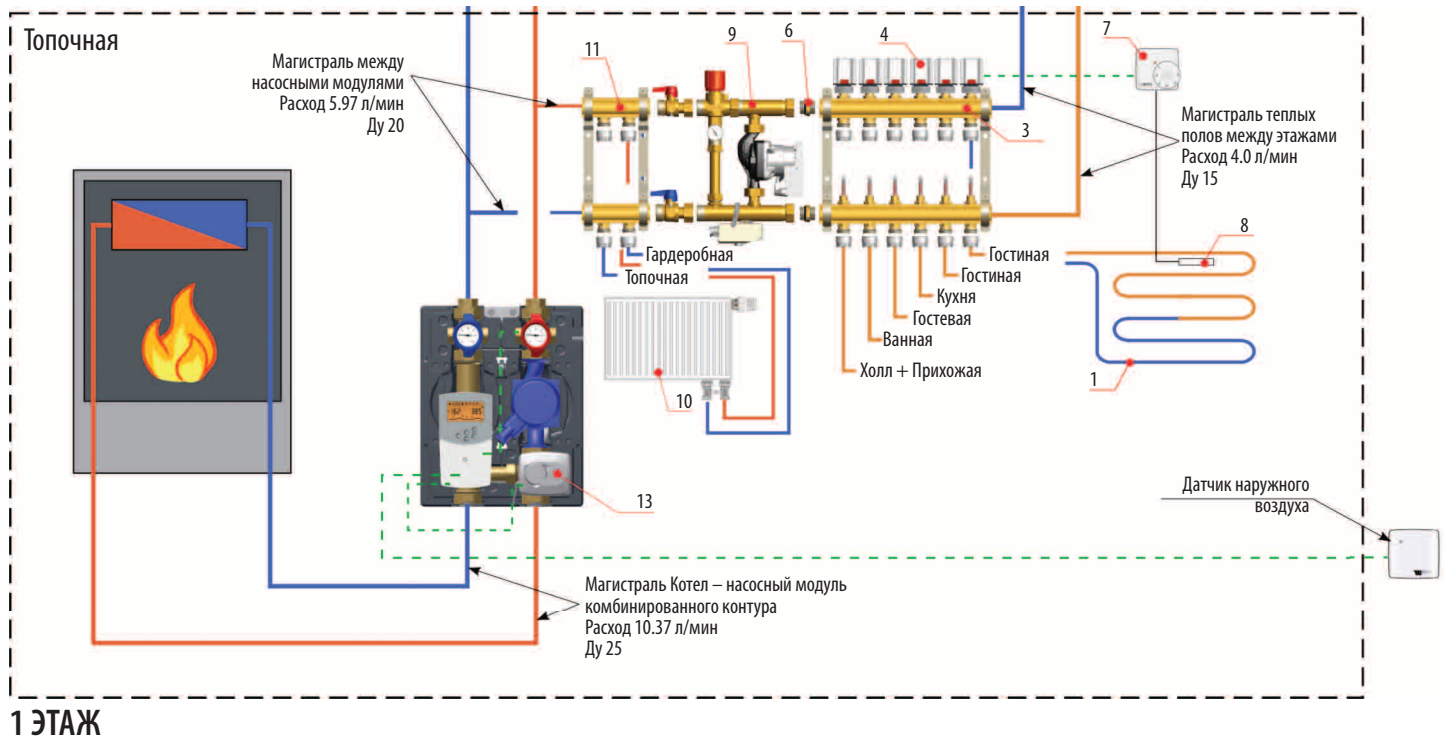 Топочная
Магистраль между
насосными модулями
Расход 5.97 л/мин
Ду 20
11
9
6
4
7
3
Магистраль теплых
полов между этажами
Расход 4.0 л/мин
Ду 15
8
Гардеробная
Топочная
Гостиная
Гостиная
Кухня
Гостевая
Ванная
Холл + Прихожая
10
1
13
Датчик наружного
воздуха
Магистраль Котел – насосный модуль
комбинированного контура
Расход 10.37 л/мин
Ду 25
1 ЭТАЖ